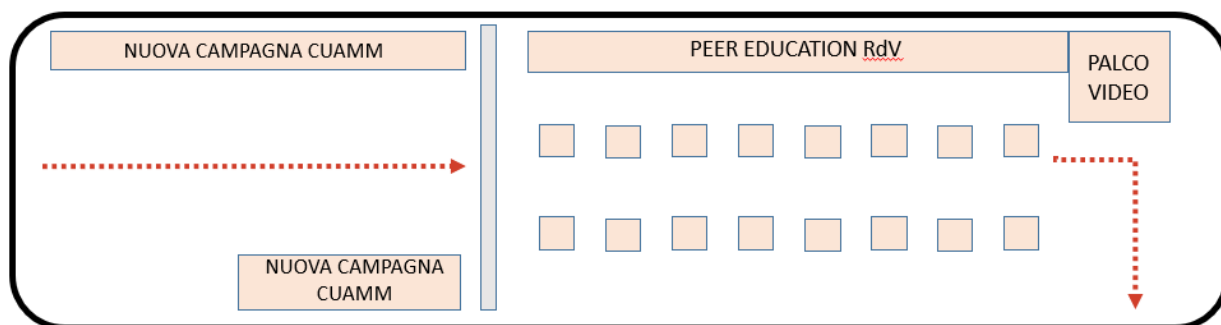 NUOVA CAMPAGNA CUAMM
PEER EDUCATION RdV
PALCO
VIDEO
NUOVA CAMPAGNA
CUAMM